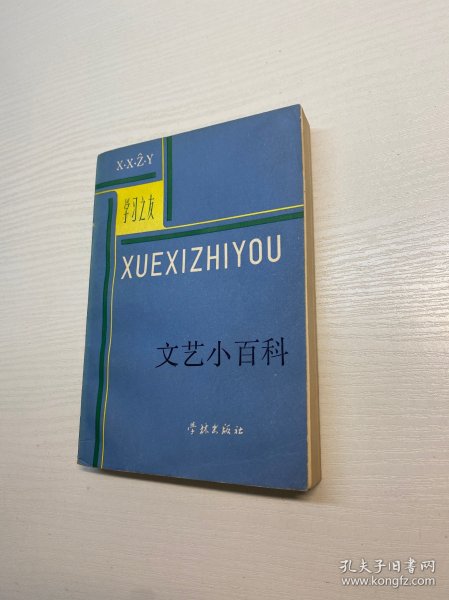 X·X·Ẑ·Y
学习之友
XUEXIZHIYOU
文艺小百科
学林出版社
孔夫子旧书网
www.kongfz.com